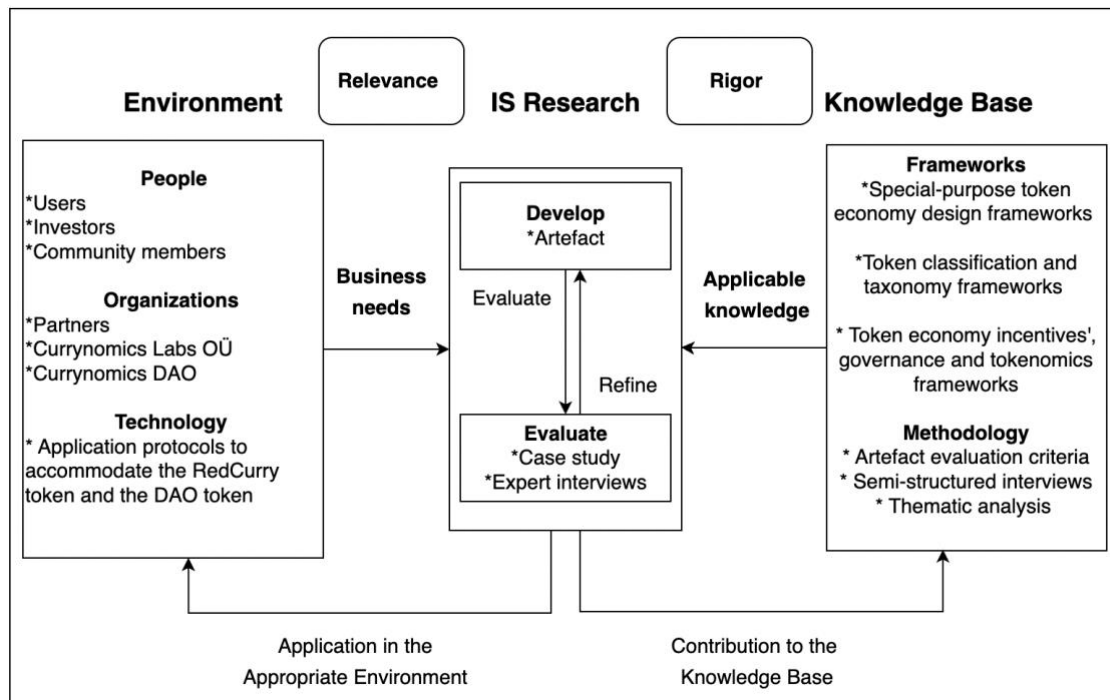 Relevance
Rigor
Environment
IS Research
Knowledge Base
People
*Users
*Investors
*Community members
Organizations
*Partners
*Currynomics Labs OÜ
*Currynomics DAO
Technology
* Application protocols to
accommodate the RedCurry
token and the DAO token
Business
needs
Develop
*Artefact
Evaluate
Refine
Evaluate
*Case study
*Expert interviews
Applicable
knowledge
Frameworks
*Special-purpose token
economy design frameworks
*Token classification and
taxonomy frameworks
* Token economy incentives',
governance and tokenomics
frameworks
Methodology
* Artefact evaluation criteria
* Semi-structured interviews
* Thematic analysis
Application in the
Appropriate Environment
Contribution to the
Knowledge Base